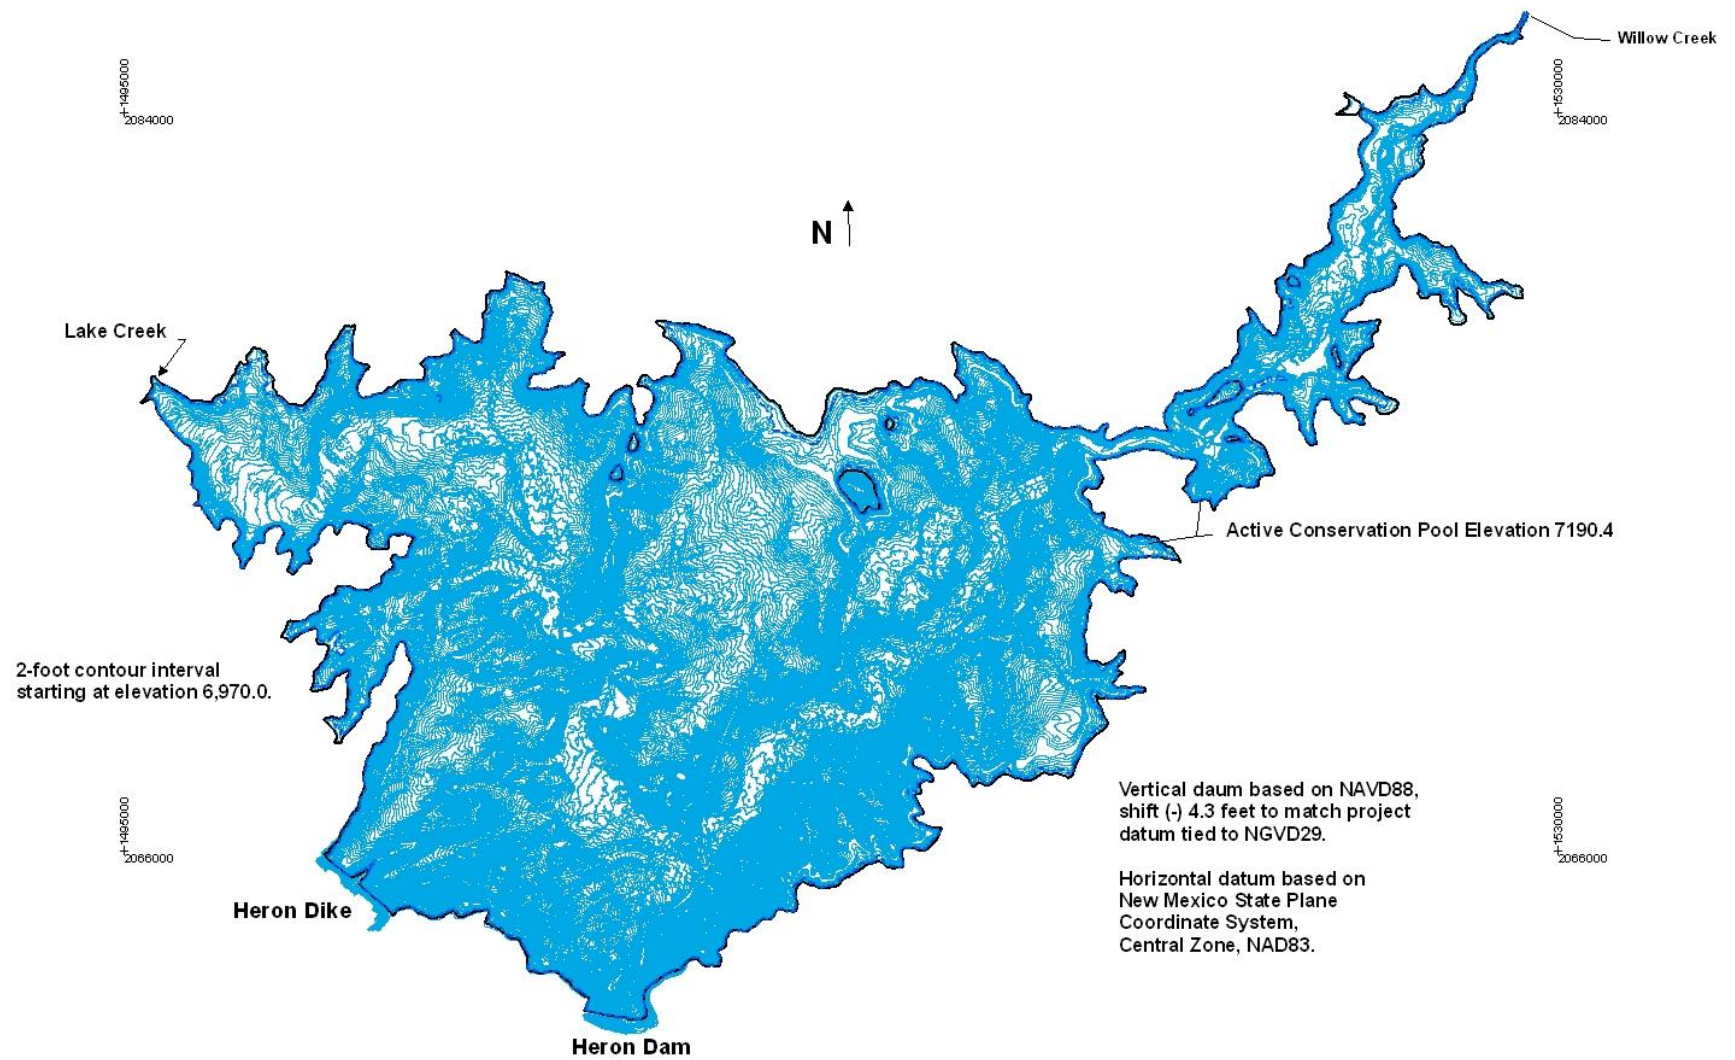 Willow Creek
+1495000
2084000
+1530000
2084000
N
Lake Creek
Active Conservation Pool Elevation 7190.4
2-foot contour interval
starting at elevation 6,970.0.
Vertical daum based on NAVD88,
shift (-) 4.3 feet to match project
datum tied to NGVD29.
+1495000
2066000
+1530000
2066000
Horizontal datum based on
New Mexico State Plane
Coordinate System,
Central Zone, NAD83.
Heron Dike
Heron Dam